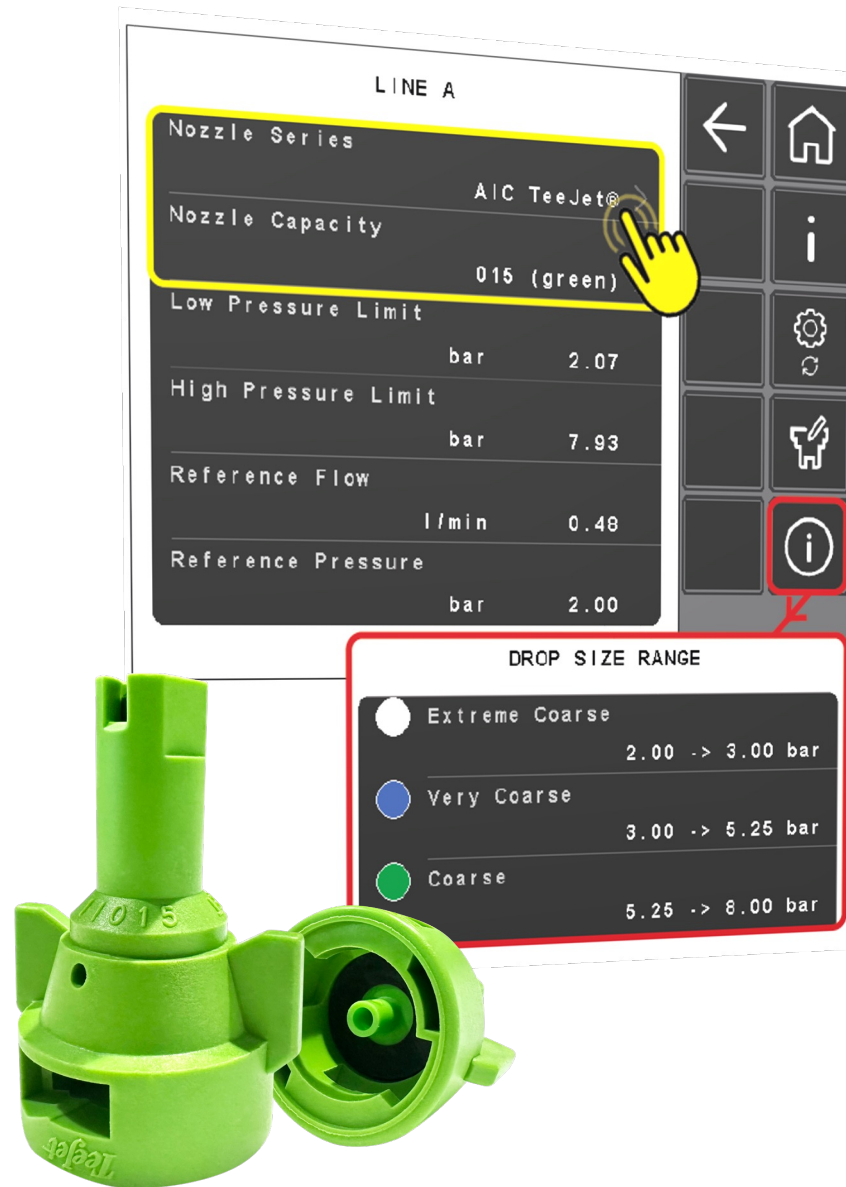 LINE A
Nozzle Series
AIC TeeJet®
Nozzle Capacity
015 (green)
Low Pressure Limit
bar 2.07
High Pressure Limit
bar 7.93
Reference Flow
l/min 0.48
Reference Pressure
bar 2.00
DROP SIZE RANGE
Extreme Coarse
2.00 -> 3.00 bar
Very Coarse
3.00 -> 5.25 bar
Coarse
5.25 -> 8.00 bar
015
TeeJet